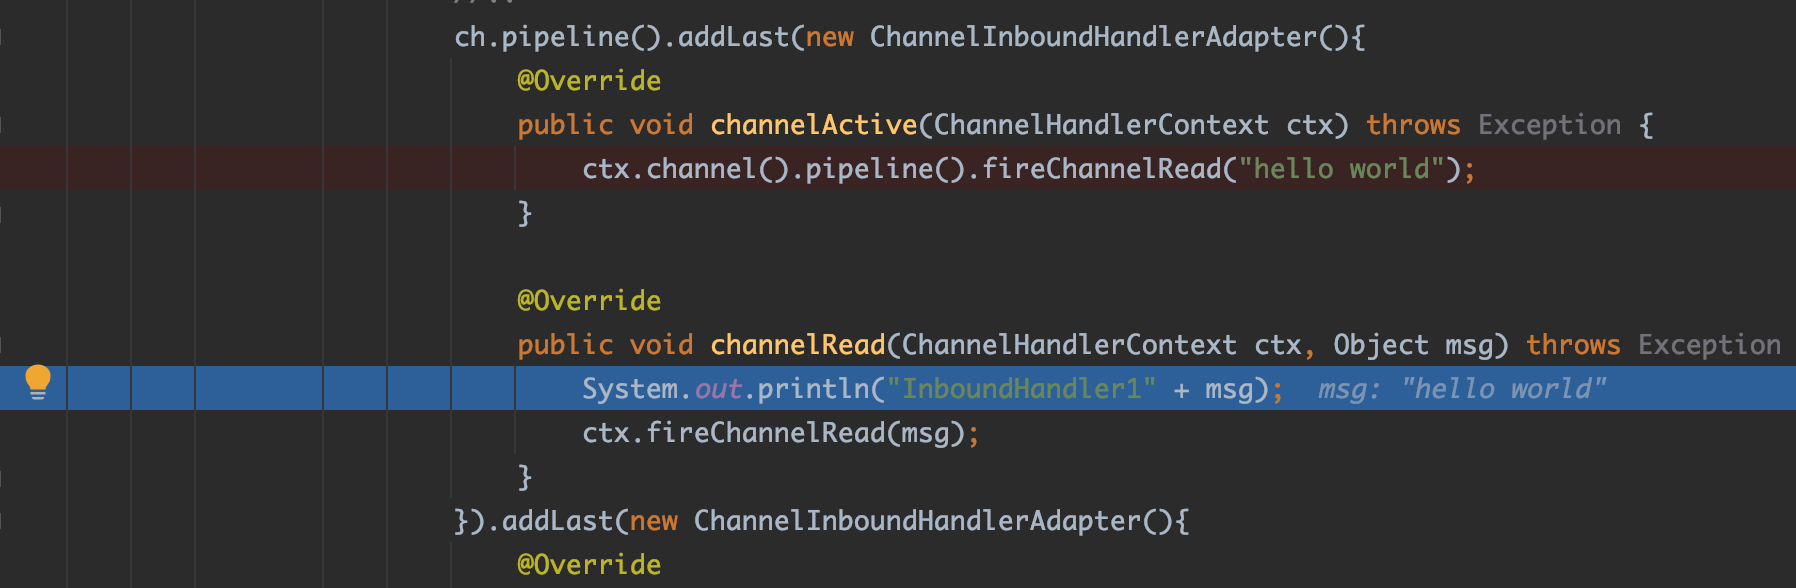 ch.pipeline().addLast(new ChannelInboundHandlerAdapter(){
@Override
public void channelActive(ChannelHandlerContext ctx) throws Exception {
ctx.channel().pipeline().fireChannelRead("hello world");
}
@Override
public void channelRead(ChannelHandlerContext ctx, Object msg) throws Exception
System.out.println("InboundHandler1" + msg); msg: "hello world"
ctx.fireChannelRead(msg);
}
}).addLast(new ChannelInboundHandlerAdapter(){
@Override